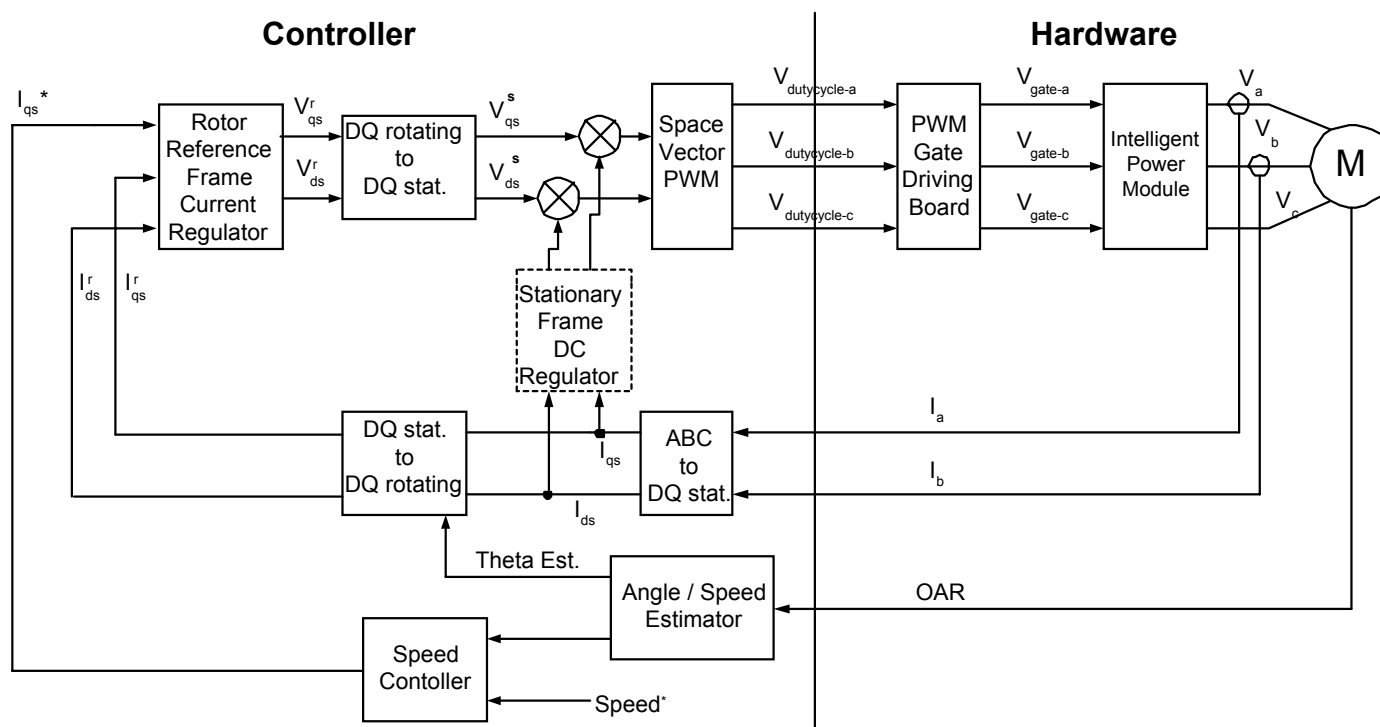 Controller
Hardware
I_qs*
Rotor
Reference
Frame
Current
Regulator
V^r_qs
V^r_ds
DQ rotating
to
DQ stat.
V^s_qs
V^s_ds
Space
Vector
PWM
V_dutycycle-a
V_dutycycle-b
V_dutycycle-c
PWM
Gate
Driving
Board
V_gate-a
V_gate-b
V_gate-c
Intelligent
Power
Module
V_a
V_b
V_c
M
I^r_ds
I^r_qs
Stationary
Frame
DC
Regulator
DQ stat.
to
DQ rotating
I_qs
I_ds
ABC
to
DQ stat.
I_a
I_b
Theta Est.
Angle / Speed
Estimator
OAR
Speed
Contoller
Speed*